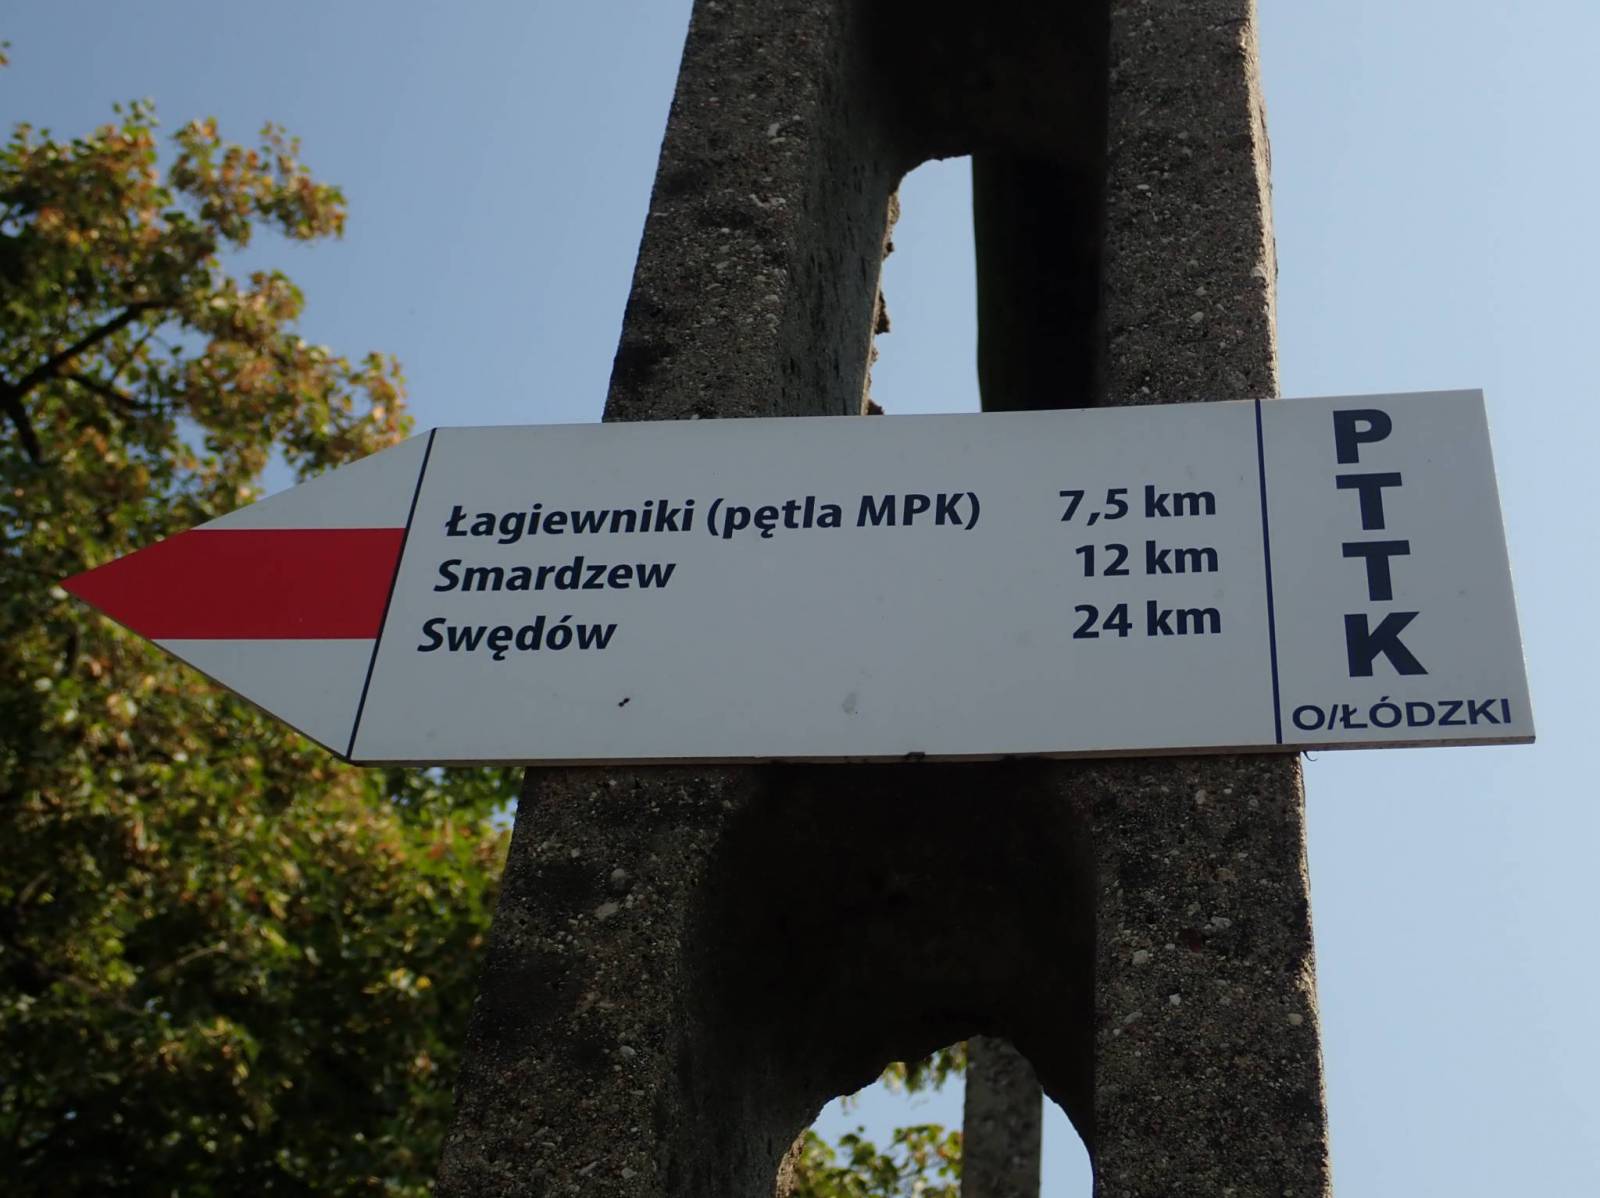 Łagiewniki (pętla MPK) 7,5 km
Smardzew 12 km
Swędów 24 km
PTTK
O/ŁÓDZKI